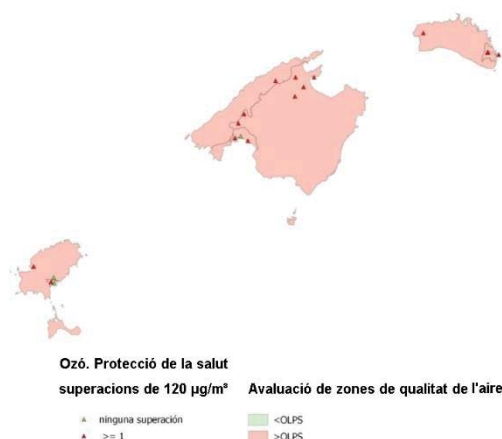 Ozó. Protecció de la salut
superacions de 120 µg/m³
Avaluació de zones de qualitat de l'aire
ninguna superación
>= 1
<OLPS
>OLPS